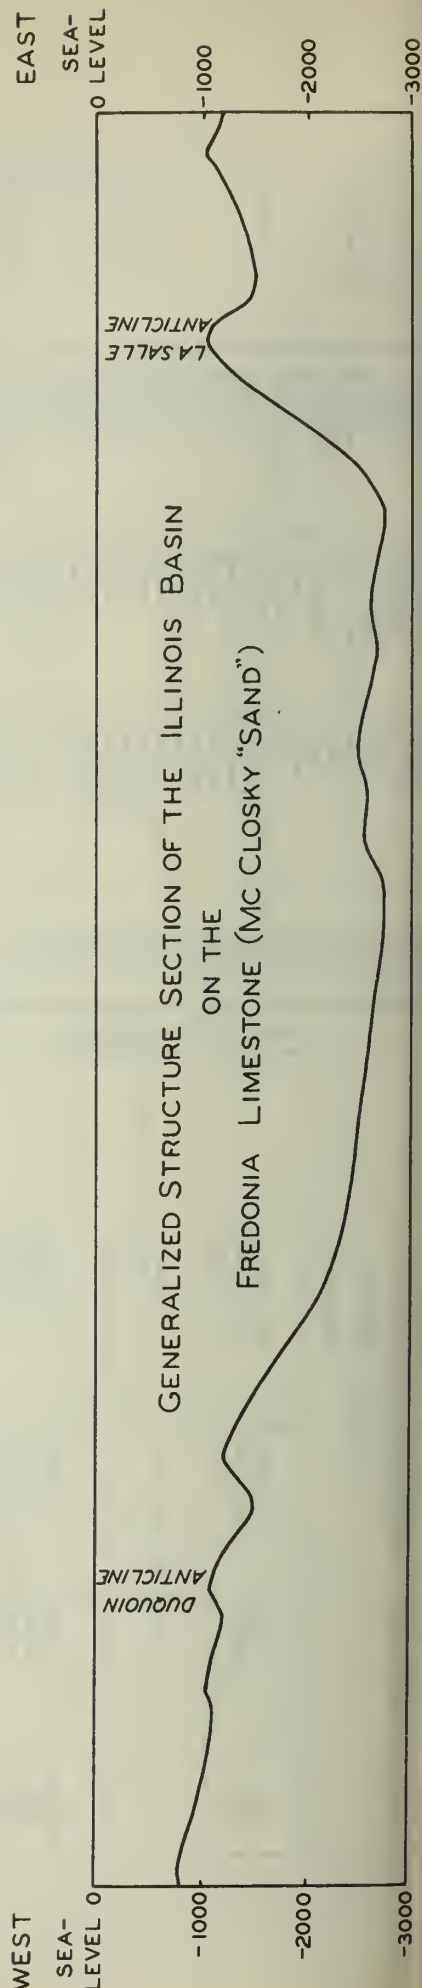 WEST
SEA-
LEVEL 0
-1000
-2000
-3000
DUQUOIN
ANTICLINE
GENERALIZED STRUCTURE SECTION OF THE ILLINOIS BASIN
ON THE
FREDONIA LIMESTONE (MC CLOSKY "SAND")
LA SALLE
ANTICLINE
EAST
SEA-
LEVEL
0
-1000
-2000
-3000